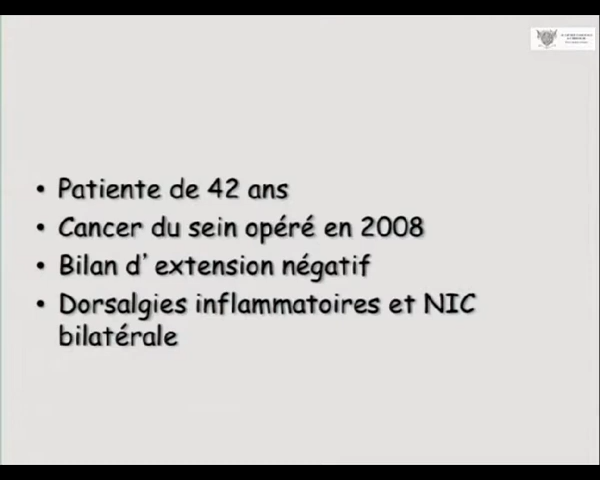 • Patiente de 42 ans
• Cancer du sein opéré en 2008
• Bilan d’ extension négatif
• Dorsalgies inflammatoires et NIC
bilatérale